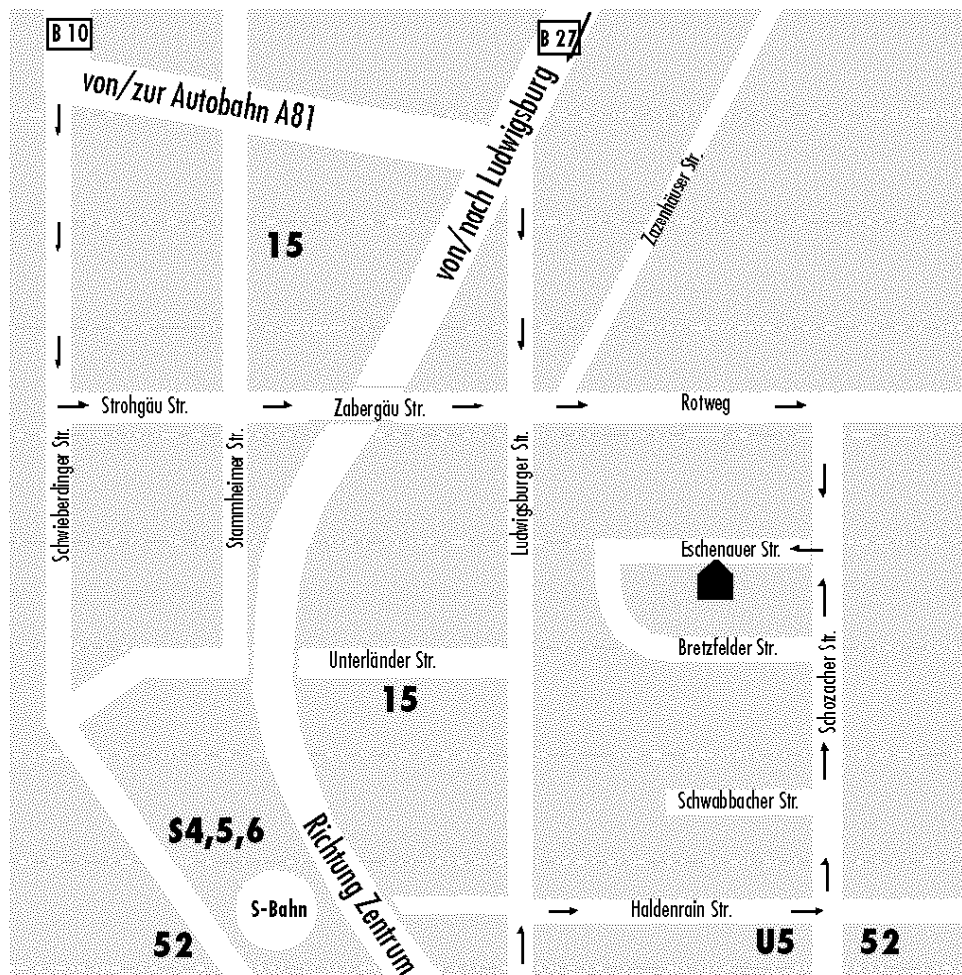 B 10
B 27
von/zur Autobahn A81
von/nach Ludwigsburg
Zazenhäuser Str.
15
Strohgäu Str.
Zabergäu Str.
Rotweg
Schwieberdinger Str.
Stammheimer Str.
Ludwigsburger Str.
Eschenauer Str.
Bretzfelder Str.
Unterländer Str.
15
Schozacher Str.
Schwabbacher Str.
S4,5,6
Richtung Zentrum
S-Bahn
Haldenrain Str.
52
U5
52